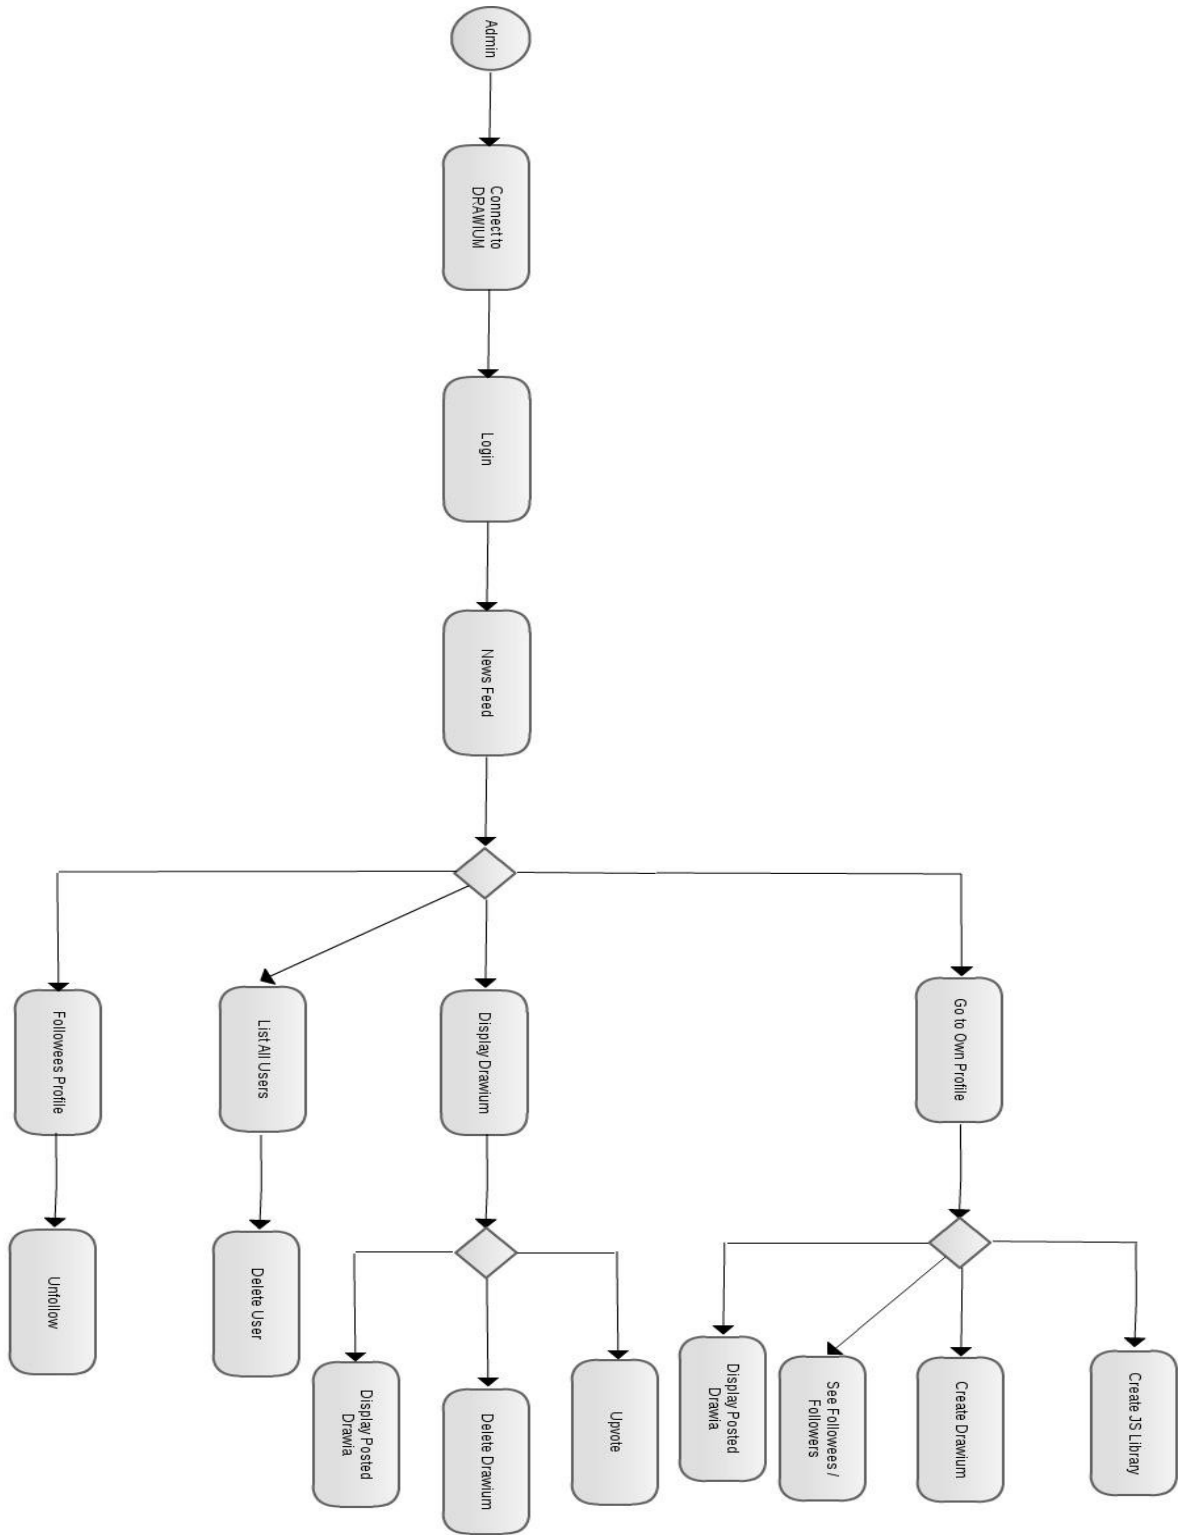 Admin
Connect to
DRAWIUM
Login
News Feed
Followees Profile
List All Users
Display Drawium
Go to Own Profile
Unfollow
Delete User
Display Posted
Drawia
Delete Drawium
Upvote
Display Posted
Drawia
See Followees /
Followers
Create Drawium
Create JS Library